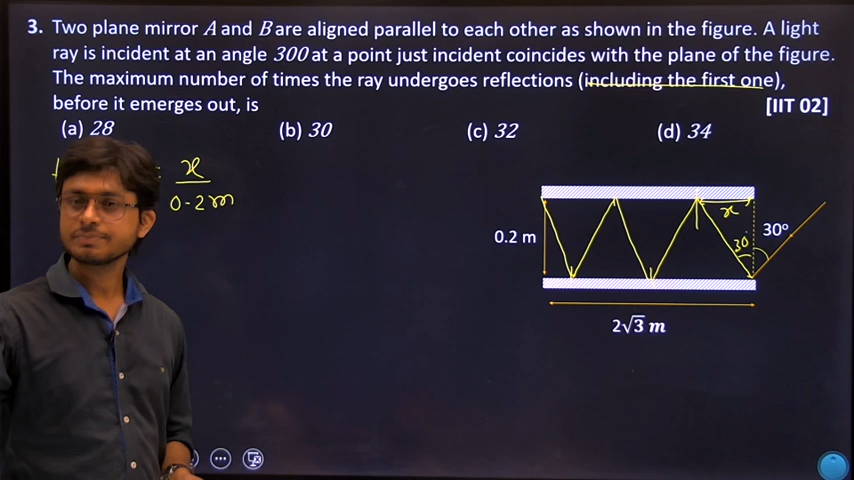 3. Two plane mirror A and B are aligned parallel to each other as shown in the figure. A light
ray is incident at an angle 300 at a point just incident coincides with the plane of the figure.
The maximum number of times the ray undergoes reflections (including the first one),
before it emerges out, is
[IIT 02]
(a) 28 (b) 30 (c) 32 (d) 34
= x
0.2m
x
0.2 m
30°
30°
2√3 m